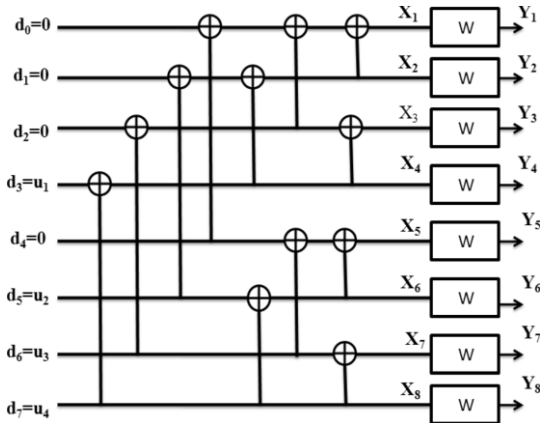 d₀=0 X₁ W Y₁
d₁=0 X₂ W Y₂
d₂=0 X₃ W Y₃
d₃=u₁ X₄ W Y₄
d₄=0 X₅ W Y₅
d₅=u₂ X₆ W Y₆
d₆=u₃ X₇ W Y₇
d₇=u₄ X₈ W Y₈